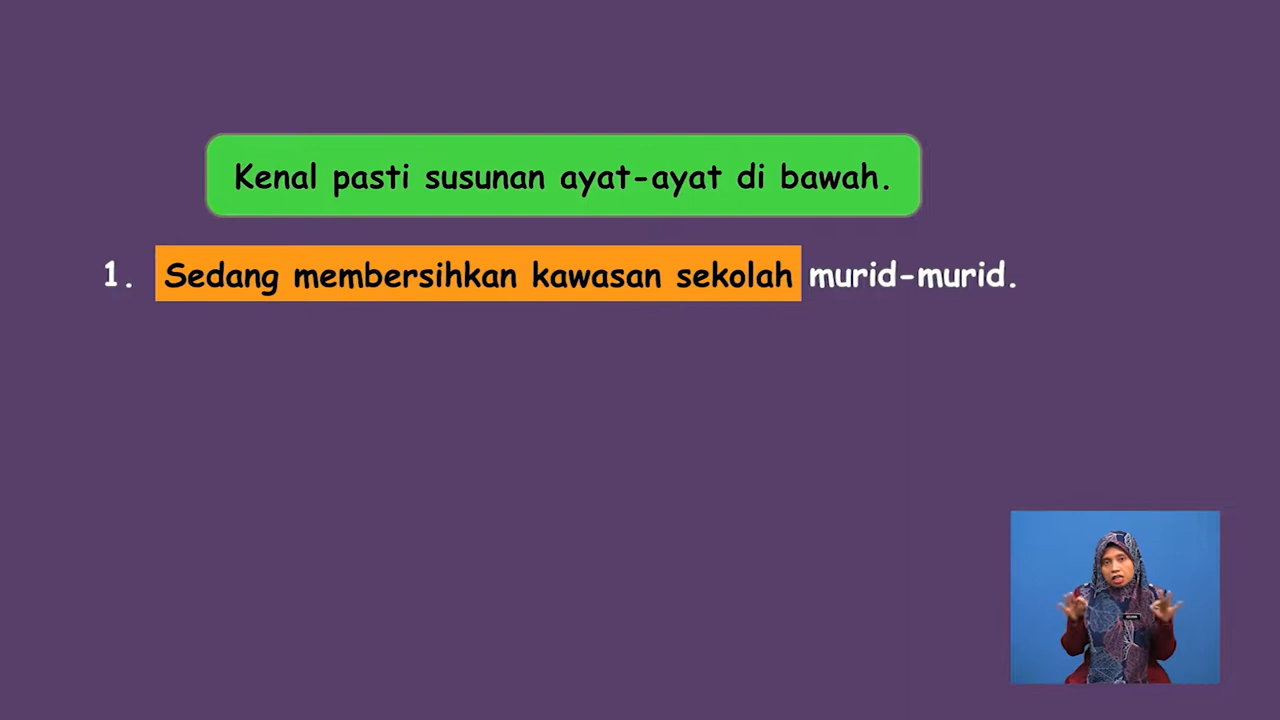 Kenal pasti susunan ayat-ayat di bawah.
1. Sedang membersihkan kawasan sekolah murid-murid.